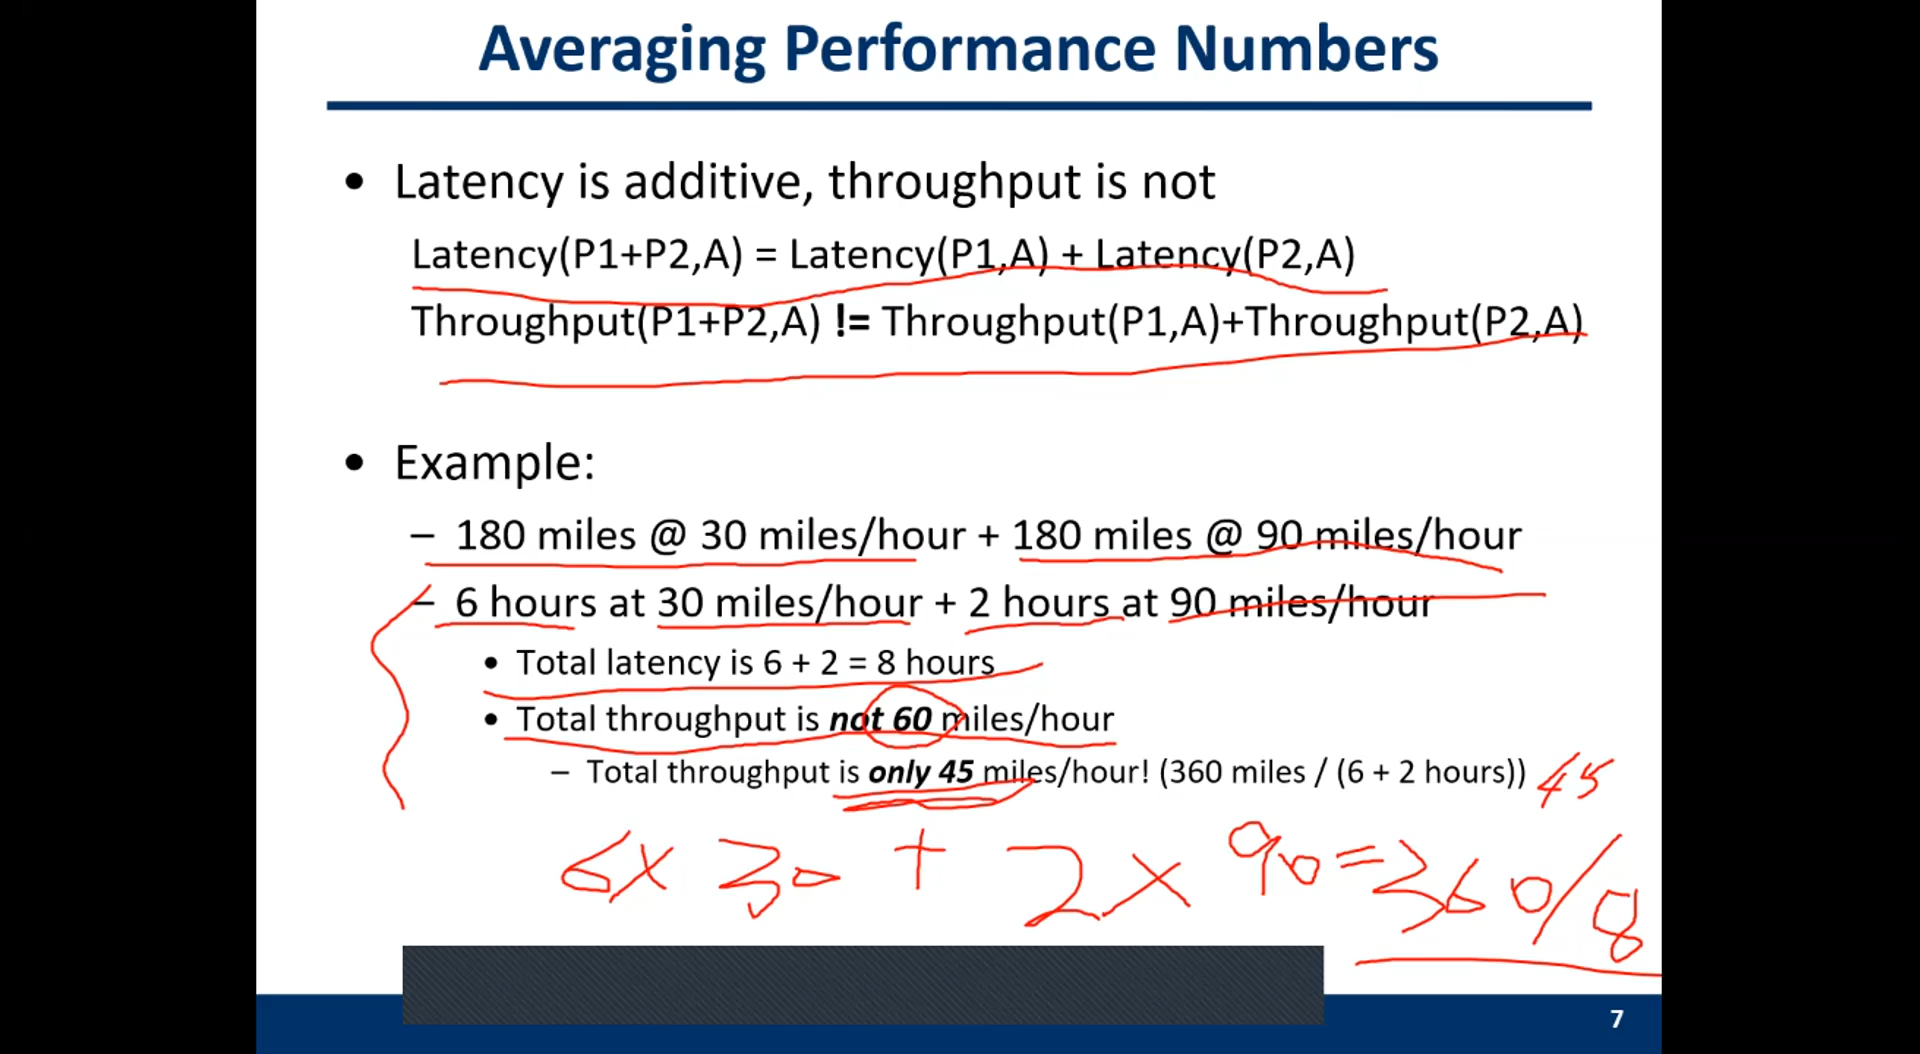 Averaging Performance Numbers
• Latency is additive, throughput is not
Latency(P1+P2,A) = Latency(P1,A) + Latency(P2,A)
Throughput(P1+P2,A) != Throughput(P1,A)+Throughput(P2,A)
• Example:
– 180 miles @ 30 miles/hour + 180 miles @ 90 miles/hour
– 6 hours at 30 miles/hour + 2 hours at 90 miles/hour
• Total latency is 6 + 2 = 8 hours
• Total throughput is not 60 miles/hour
– Total throughput is only 45 miles/hour! (360 miles / (6 + 2 hours)) 45
6x 30 + 2 x 90=360/8
7